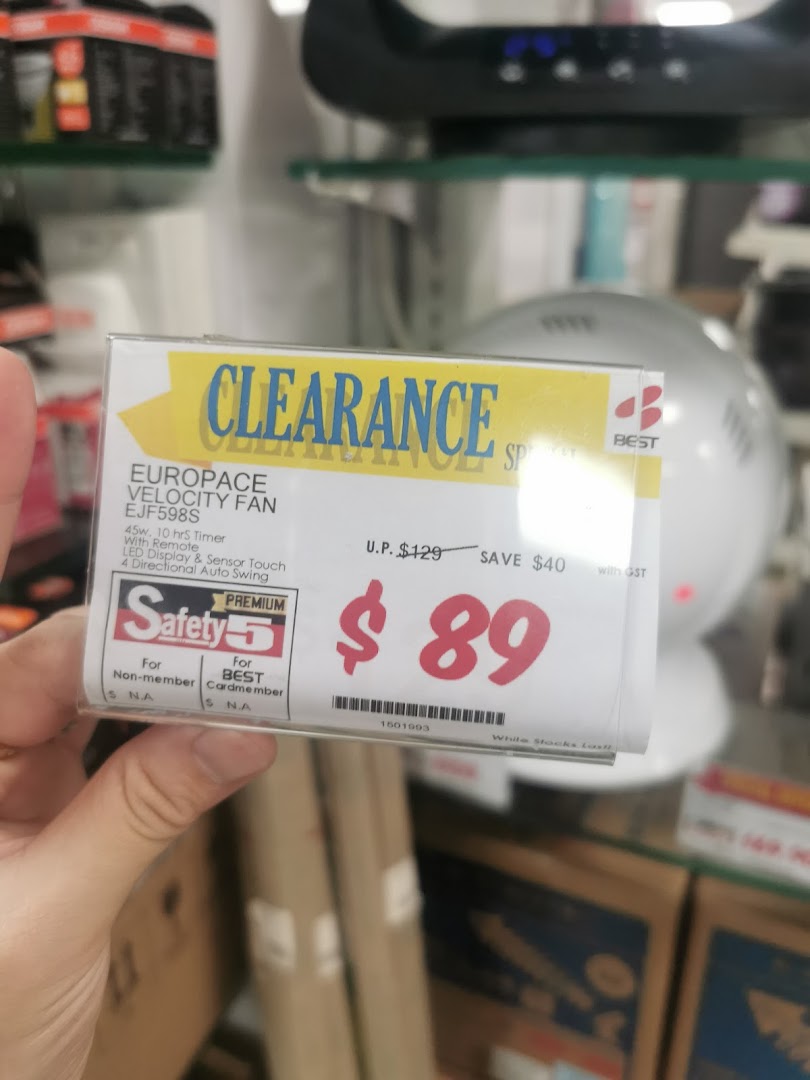 CLEARANCE
BEST
EUROPACE
VELOCITY FAN
EJF598S
45w, 10 hrS Timer
With Remote
LED Display & Sensor Touch
4 Directional Auto Swing
U.P. $129 SAVE $40 with GST
$ 89
PREMIUM
Safety 5
For
Non-member
$ N.A
For
BEST
Cardmember
$ N.A
1601993
While Stocks Last!